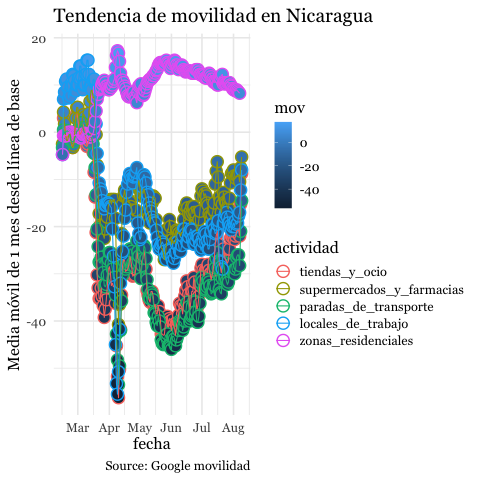 Tendencia de movilidad en Nicaragua
Media móvil de 1 mes desde linea de base
20
0
-20
-40
Mar Apr May Jun Jul Aug
fecha
Source: Google movilidad
mov
0
-20
-40
actividad
tiendas_y_ocio
supermercados_y_farmacias
paradas_de_transporte
locales_de_trabajo
zonas_residenciales